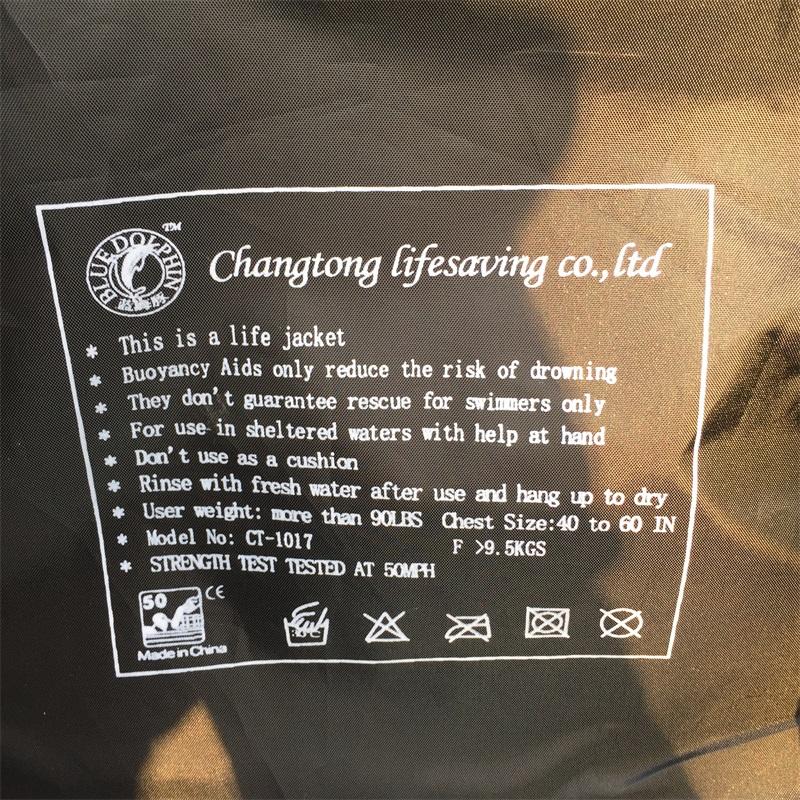 BLUE DOLPHIN
TM
Changtong lifesaving co.,ltd
* This is a life jacket
* Buoyancy Aids only reduce the risk of drowning
* They don't guarantee rescue for swimmers only
* For use in sheltered waters with help at hand
* Don't use as a cushion
* Rinse with fresh water after use and hang up to dry
* User weight: more than 90LBS Chest Size:40 to 60 IN
* Model No: CT-1017 F >9.5KGS
* STRENGTH TEST TESTED AT 50MPH
50 CE
Made in China